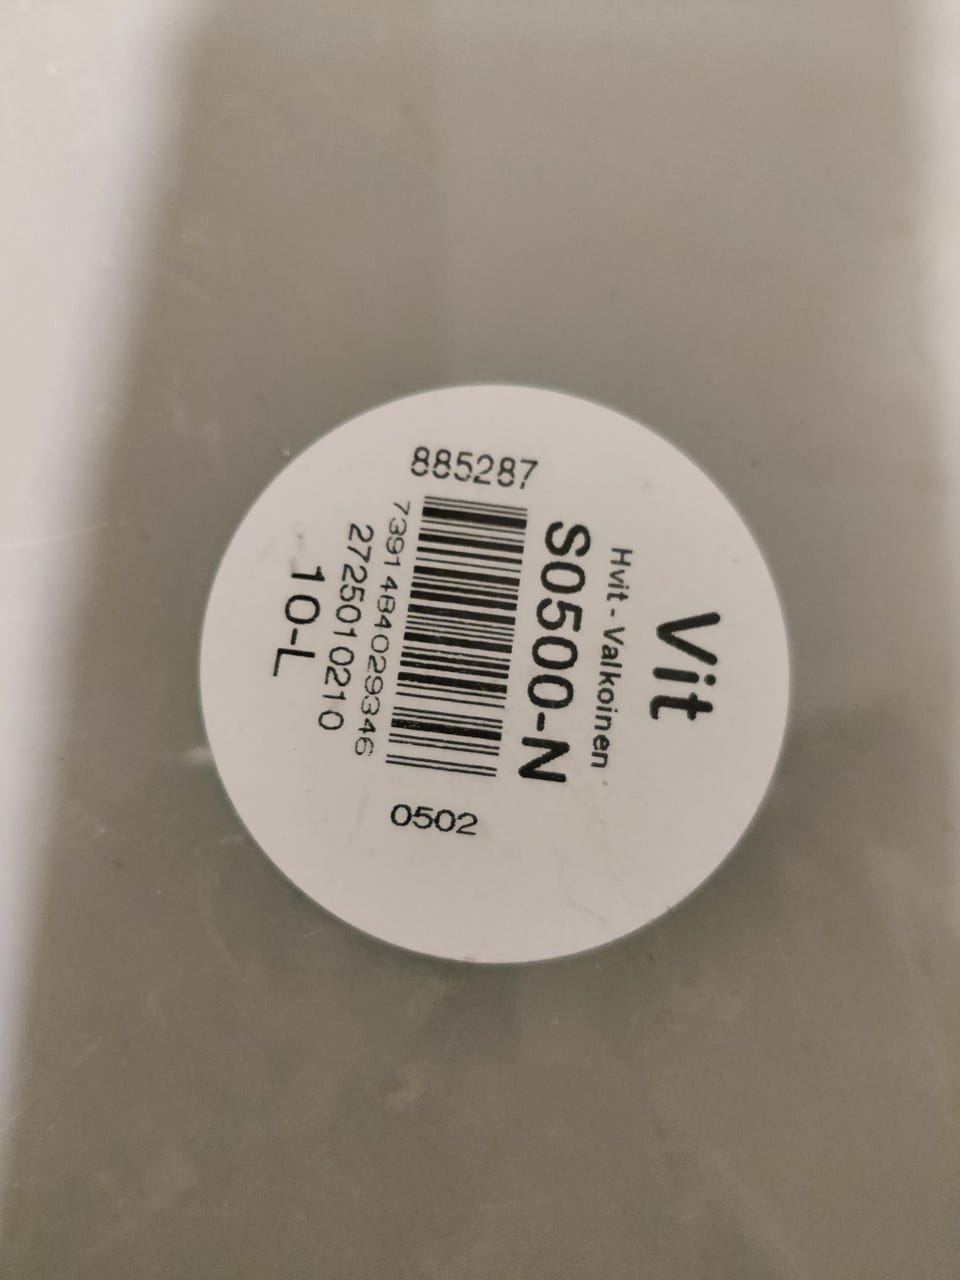 Vit
Hvit - Valkoinen
S0500-N
885287
0502
7391484029346
2725010210
10-L